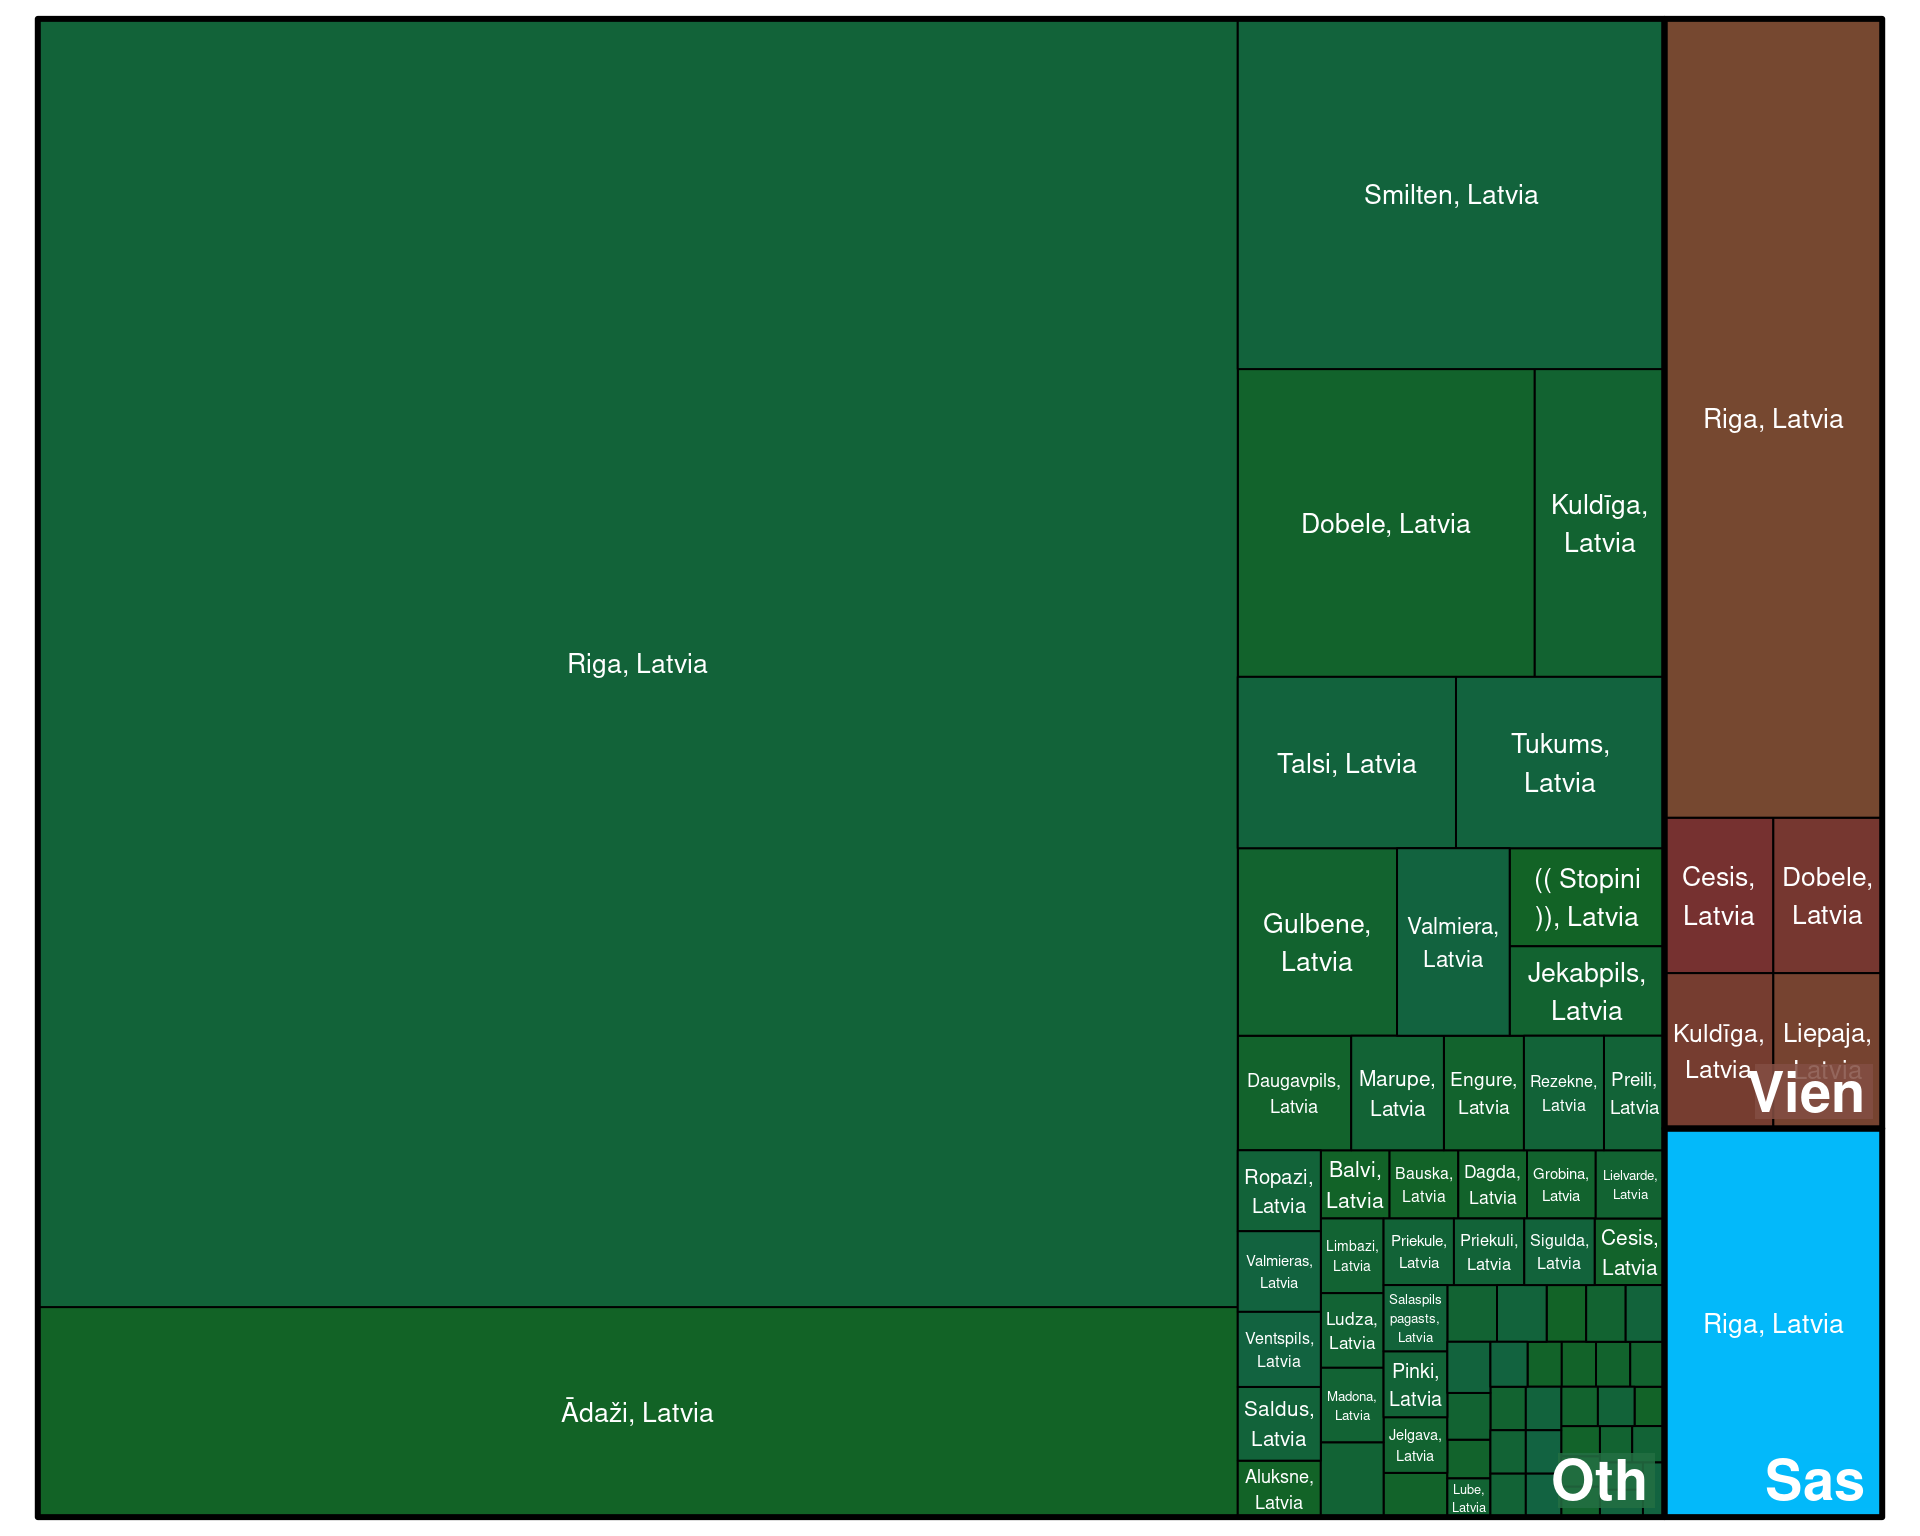 Riga, Latvia
Ādaži, Latvia
Smilten, Latvia
Dobele, Latvia
Kuldīga,
Latvia
Talsi, Latvia
Tukums,
Latvia
Gulbene,
Latvia
Valmiera,
Latvia
(( Stopini
)), Latvia
Jekabpils,
Latvia
Daugavpils,
Latvia
Marupe,
Latvia
Engure,
Latvia
Rezekne,
Latvia
Preili,
Latvia
Ropazi,
Latvia
Balvi,
Latvia
Bauska,
Latvia
Dagda,
Latvia
Grobina,
Latvia
Lielvarde,
Latvia
Valmieras,
Latvia
Limbazi,
Latvia
Priekule,
Latvia
Priekuli,
Latvia
Sigulda,
Latvia
Cesis,
Latvia
Ventspils,
Latvia
Ludza,
Latvia
Salaspils
pagasts,
Latvia
Saldus,
Latvia
Madona,
Latvia
Pinki,
Latvia
Aluksne,
Latvia
Jelgava,
Latvia
Lube,
Latvia
Oth
Riga, Latvia
Cesis,
Latvia
Dobele,
Latvia
Kuldīga,
Latvia
Liepaja,
Latvia
Vien
Riga, Latvia
Sas